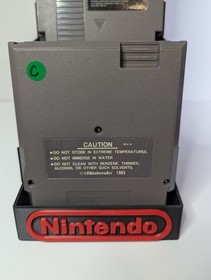 C
CAUTION
•DO NOT STORE IN EXTREME TEMPERATURES.
•DO NOT IMMERSE IN WATER.
•DO NOT CLEAN WITH BENZENE, THINNER,
ALCOHOL OR OTHER SUCH SOLVENTS.
©Nintendo 1985
Nintendo